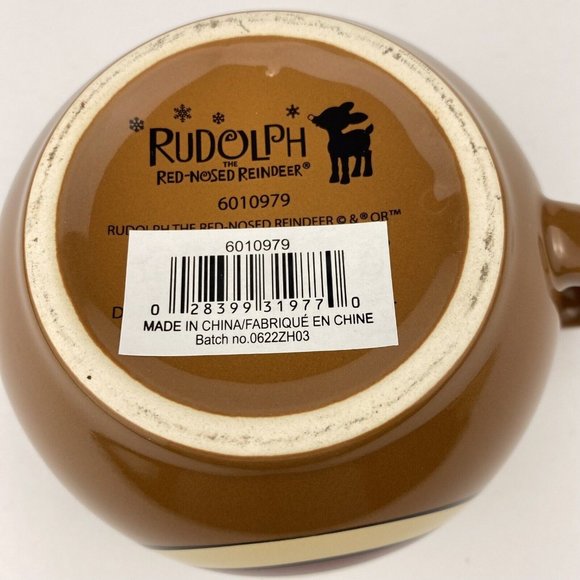 RUDOLPH
THE
RED-NOSED REINDEER®
6010979
RUDOLPH THE RED-NOSED REINDEER © & ® OR™
6010979
0 28399 31977 0
MADE IN CHINA/FABRIQUÉ EN CHINE
Batch no.0622ZH03